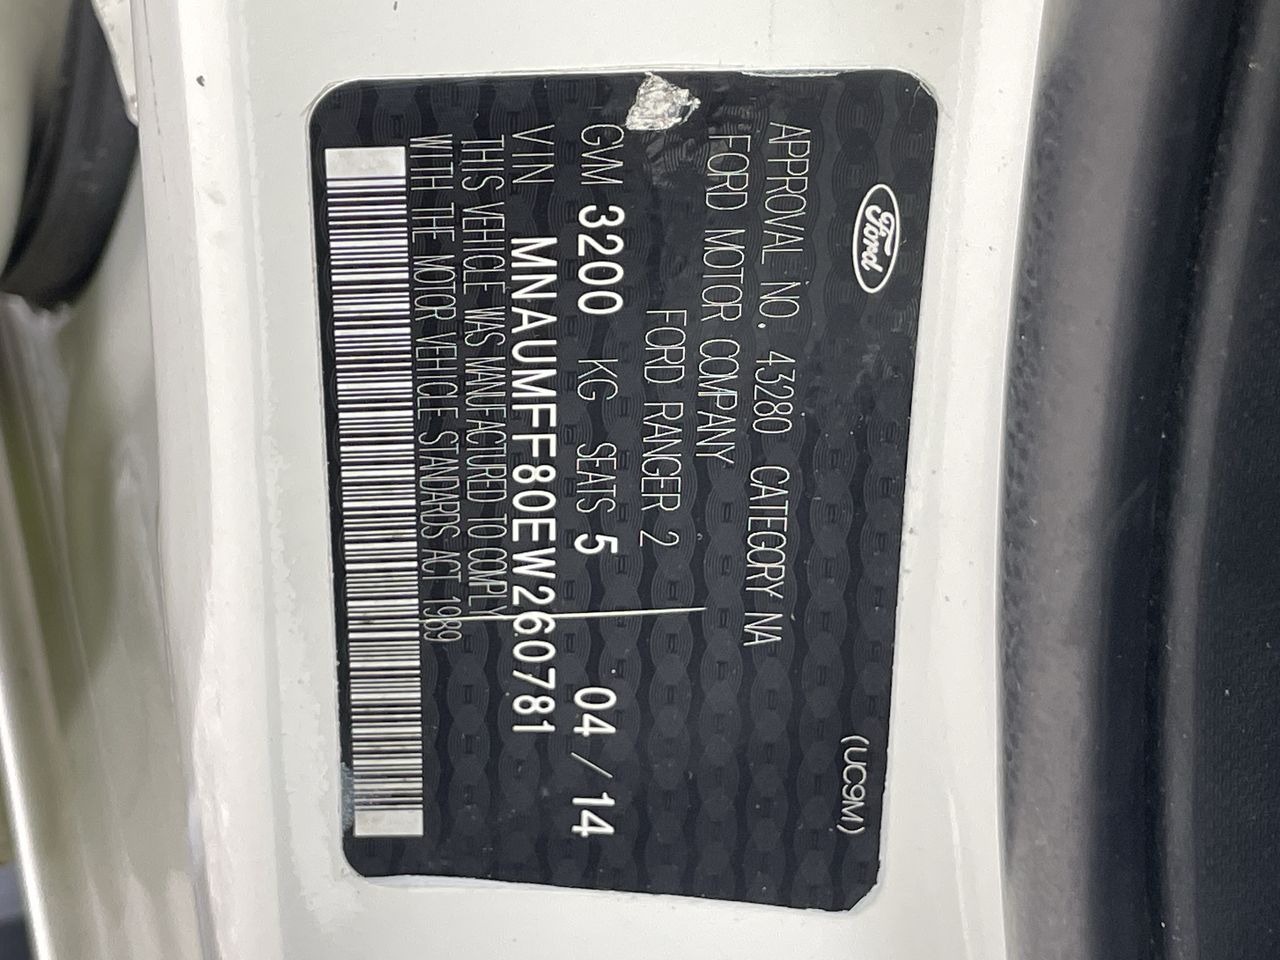 Ford
(UC9M)
APPROVAL NO. 43280 CATEGORY NA
FORD MOTOR COMPANY
FORD RANGER 2
GVM 3200 KG SEATS 5 04/14
VIN MNAUMFF80EW260781
THIS VEHICLE WAS MANUFACTURED TO COMPLY
WITH THE MOTOR VEHICLE STANDARDS ACT 1989